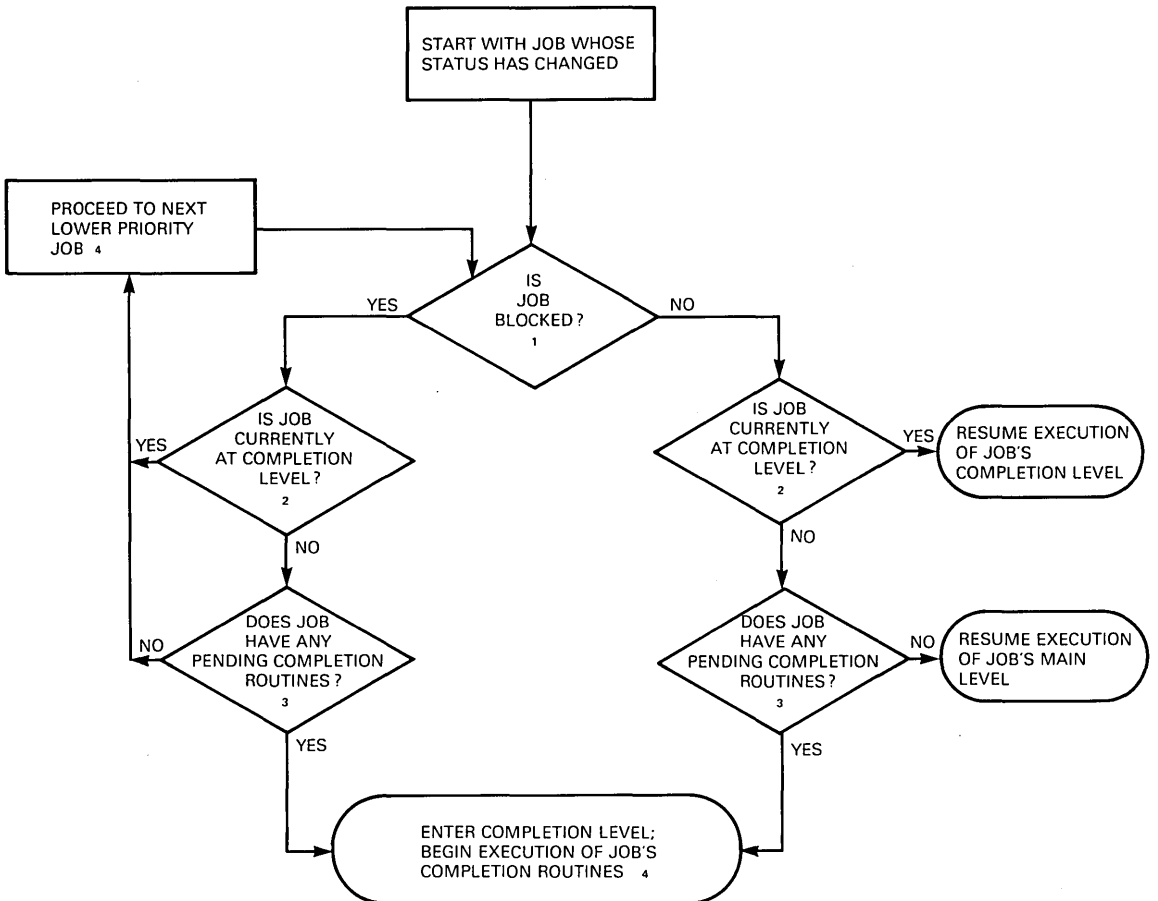 START WITH JOB WHOSE
STATUS HAS CHANGED
PROCEED TO NEXT
LOWER PRIORITY
JOB 4
IS
JOB
BLOCKED?
1
YES
NO
IS JOB
CURRENTLY
AT COMPLETION
LEVEL?
2
YES
NO
IS JOB
CURRENTLY
AT COMPLETION
LEVEL?
2
YES
NO
RESUME EXECUTION
OF JOB'S
COMPLETION LEVEL
DOES JOB
HAVE ANY
PENDING COMPLETION
ROUTINES?
3
NO
YES
DOES JOB
HAVE ANY
PENDING COMPLETION
ROUTINES?
3
NO
YES
RESUME EXECUTION
OF JOB'S MAIN
LEVEL
ENTER COMPLETION LEVEL;
BEGIN EXECUTION OF JOB'S
COMPLETION ROUTINES 4